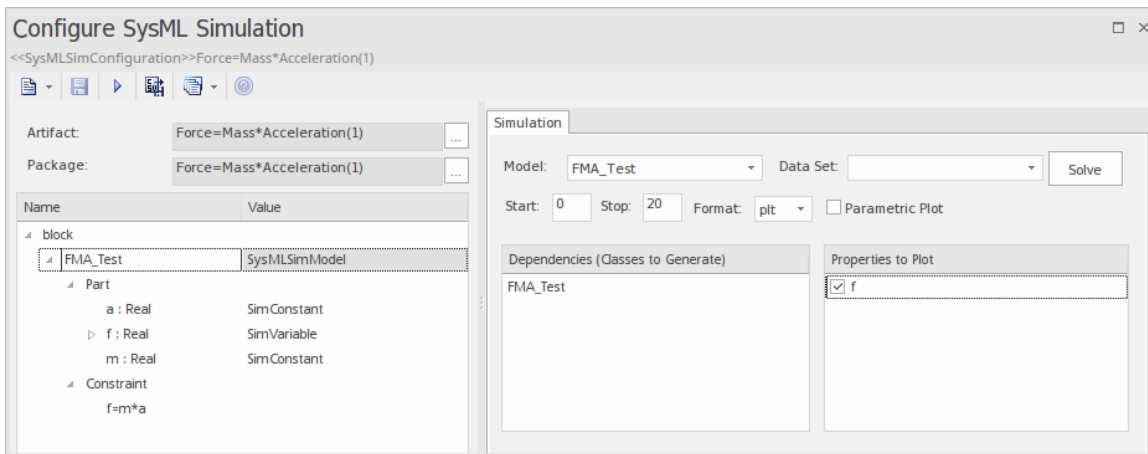 Configure SysML Simulation
<<SysMLSimConfiguration>>Force=Mass*Acceleration(1)
Artifact: Force=Mass*Acceleration(1) ...
Package: Force=Mass*Acceleration(1) ...
Name Value
block
FMA_Test SysMLSimModel
Part
a : Real SimConstant
f : Real SimVariable
m : Real SimConstant
Constraint
f=m*a
Simulation
Model: FMA_Test Data Set: Solve
Start: 0 Stop: 20 Format: plt Parametric Plot
Dependencies (Classes to Generate) Properties to Plot
FMA_Test f